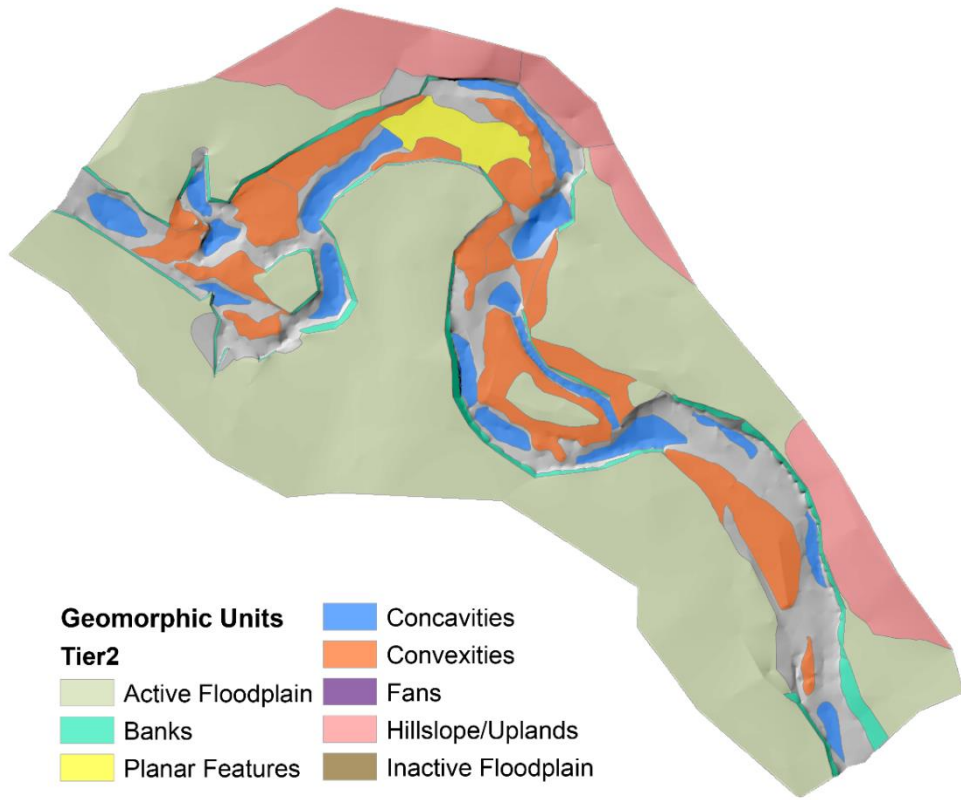 Geomorphic Units
Tier2
Active Floodplain
Banks
Planar Features
Concavities
Convexities
Fans
Hillslope/Uplands
Inactive Floodplain